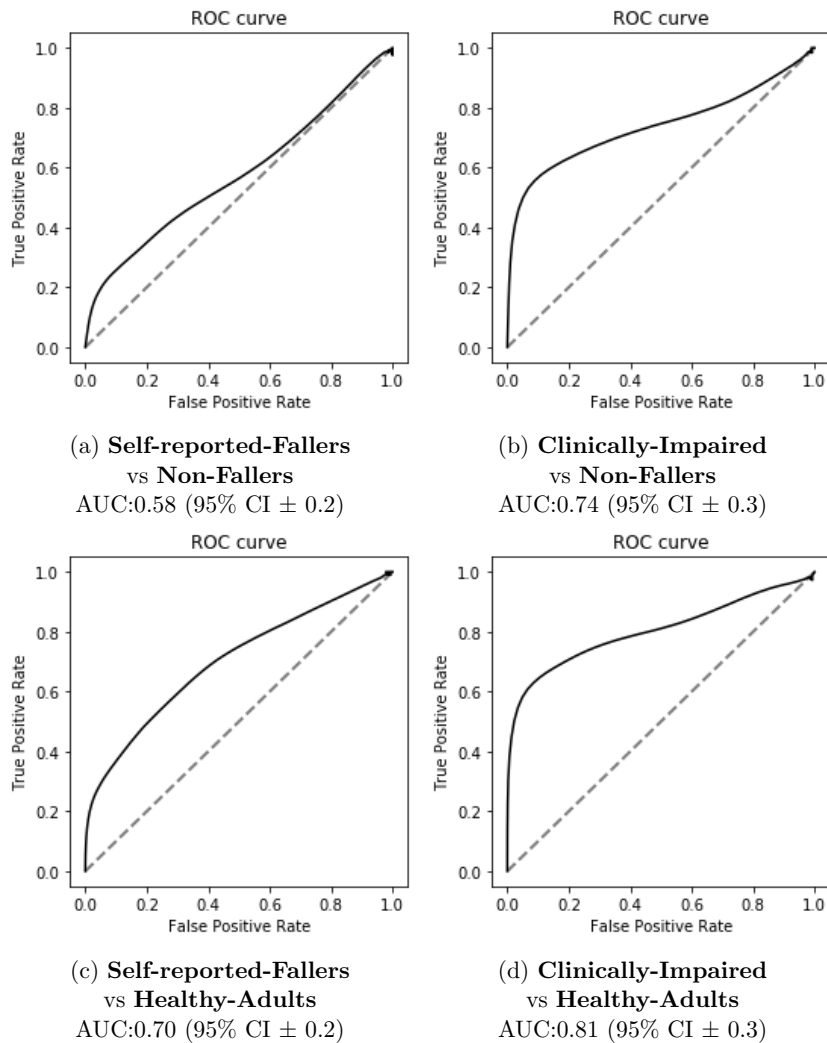 ROC curve
True Positive Rate
1.0
0.8
0.6
0.4
0.2
0.0
0.0 0.2 0.4 0.6 0.8 1.0
False Positive Rate
(a) Self-reported-Fallers
vs Non-Fallers
AUC:0.58 (95% CI ± 0.2)
ROC curve
True Positive Rate
1.0
0.8
0.6
0.4
0.2
0.0
0.0 0.2 0.4 0.6 0.8 1.0
False Positive Rate
(b) Clinically-Impaired
vs Non-Fallers
AUC:0.74 (95% CI ± 0.3)
ROC curve
True Positive Rate
1.0
0.8
0.6
0.4
0.2
0.0
0.0 0.2 0.4 0.6 0.8 1.0
False Positive Rate
(c) Self-reported-Fallers
vs Healthy-Adults
AUC:0.70 (95% CI ± 0.2)
ROC curve
True Positive Rate
1.0
0.8
0.6
0.4
0.2
0.0
0.0 0.2 0.4 0.6 0.8 1.0
False Positive Rate
(d) Clinically-Impaired
vs Healthy-Adults
AUC:0.81 (95% CI ± 0.3)